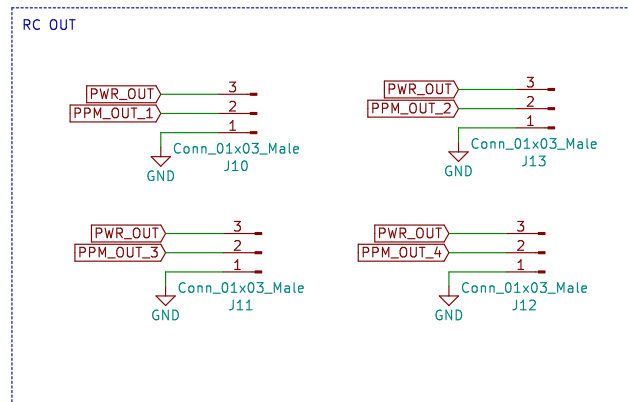 RC OUT
PWR_OUT 3
PPM_OUT_1 2
1
Conn_01x03_Male
J10
GND
PWR_OUT 3
PPM_OUT_2 2
1
Conn_01x03_Male
J13
GND
PWR_OUT 3
PPM_OUT_3 2
1
Conn_01x03_Male
J11
GND
PWR_OUT 3
PPM_OUT_4 2
1
Conn_01x03_Male
J12
GND